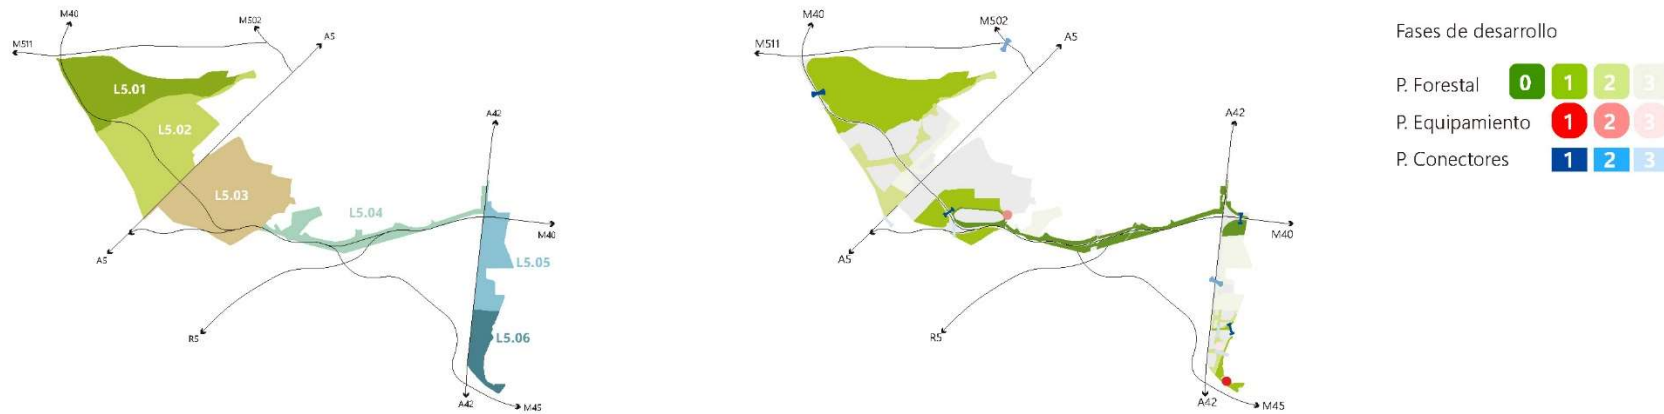 M40
M502
M511
A5
L5.01
L5.02
A42
L5.03
L5.04
M40
A5
L5.05
R5
L5.06
A42
M45
M40
M502
M511
A5
A42
M40
A5
R5
A42
M45
Fases de desarrollo
P. Forestal 0 1 2 3
P. Equipamiento 1 2 3
P. Conectores 1 2 3